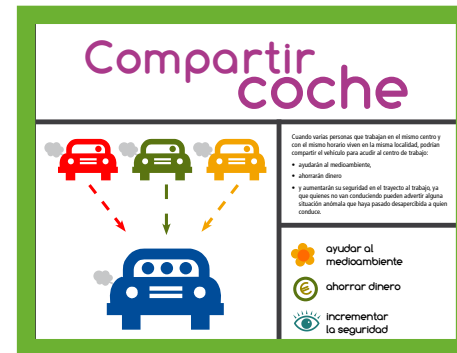 Compartir
coche
Cuando varias personas que trabajan en el mismo centro y
con el mismo horario viven en la misma localidad, podrían
compartir el vehículo para acudir al centro de trabajo:
• ayudarán al medioambiente,
• ahorrarán dinero
• y aumentarán su seguridad en el trayecto al trabajo, ya
que quienes no van conduciendo pueden advertir alguna
situación anómala que haya pasado desapercibida a quien
conduce.
ayudar al
medioambiente
€ ahorrar dinero
incrementar
la seguridad